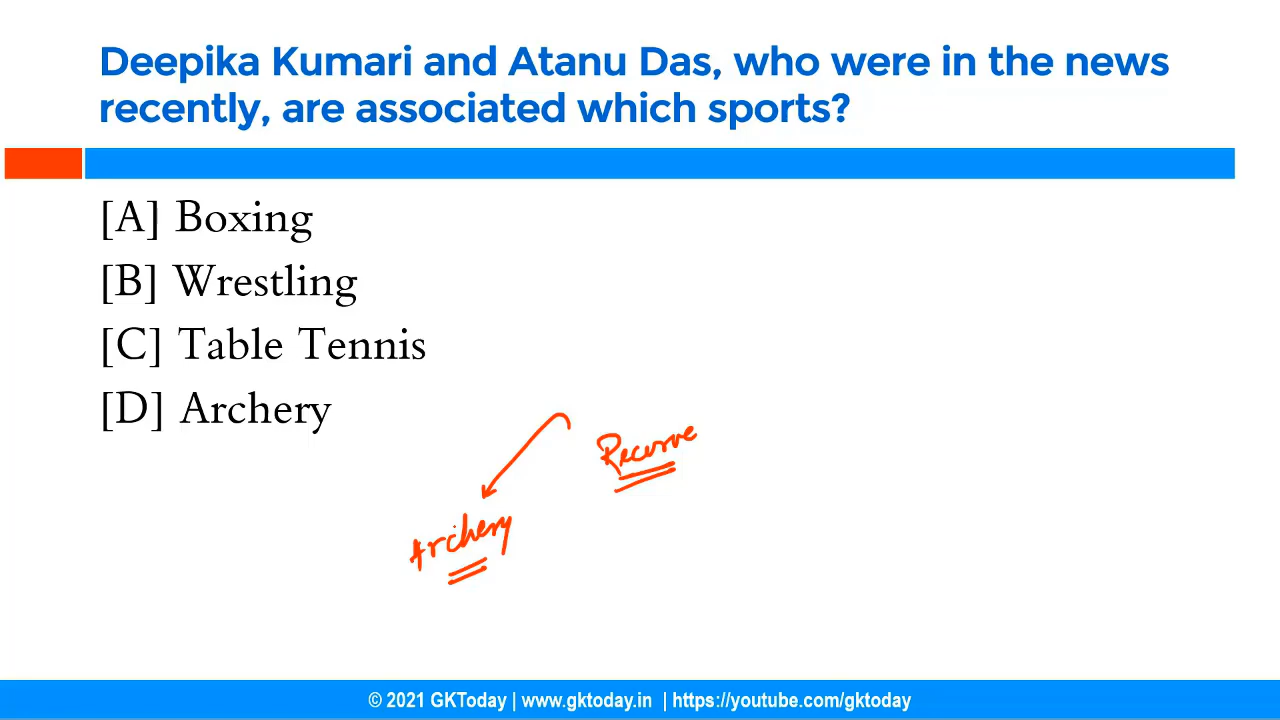 Deepika Kumari and Atanu Das, who were in the news
recently, are associated which sports?
[A] Boxing
[B] Wrestling
[C] Table Tennis
[D] Archery
Recurve
Archery
© 2021 GKToday | www.gktoday.in | https://youtube.com/gktoday